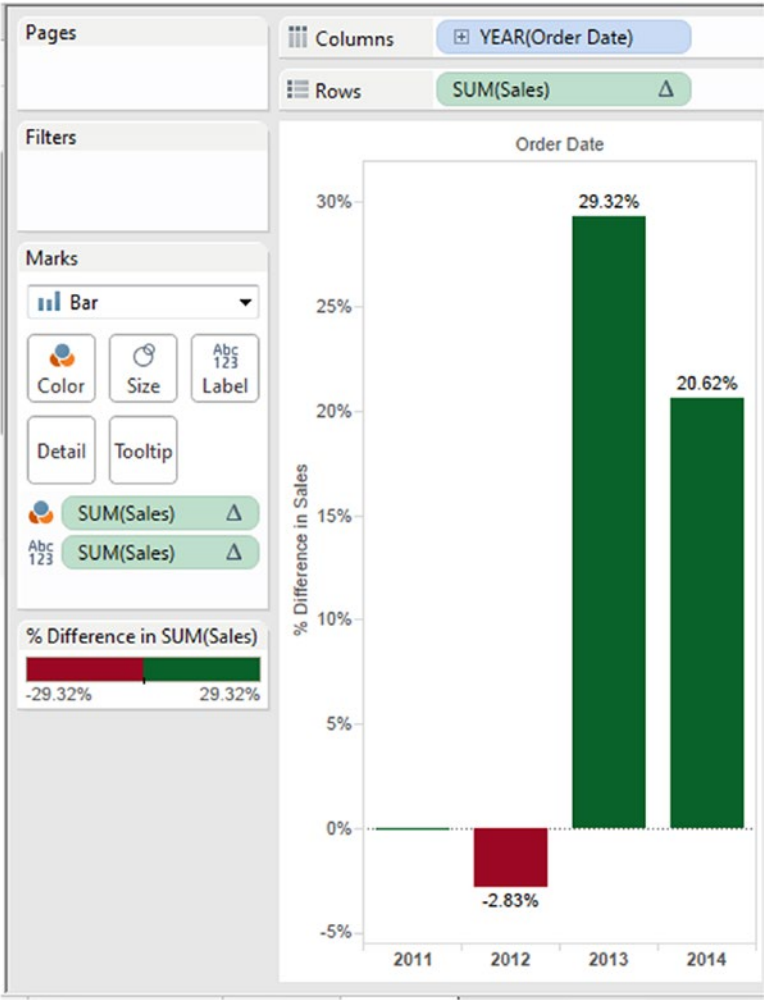 Pages
Columns
YEAR(Order Date)
Rows
SUM(Sales) Δ
Filters
Marks
Bar
Color
Size
Abc
123
Label
Detail
Tooltip
SUM(Sales) Δ
Abc
123
SUM(Sales) Δ
% Difference in SUM(Sales)
-29.32% 29.32%
Order Date
% Difference in Sales
30%
25%
20%
15%
10%
5%
0%
-5%
29.32%
20.62%
-2.83%
2011 2012 2013 2014